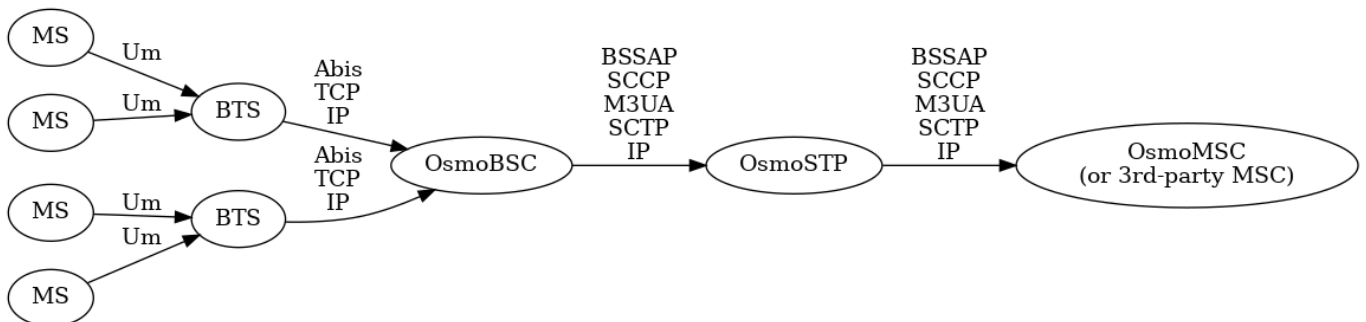 MS
Um
MS
Um
BTS
Abis
TCP
IP
MS
Um
MS
Um
BTS
Abis
TCP
IP
OsmoBSC
BSSAP
SCCP
M3UA
SCTP
IP
OsmoSTP
BSSAP
SCCP
M3UA
SCTP
IP
OsmoMSC
(or 3rd-party MSC)